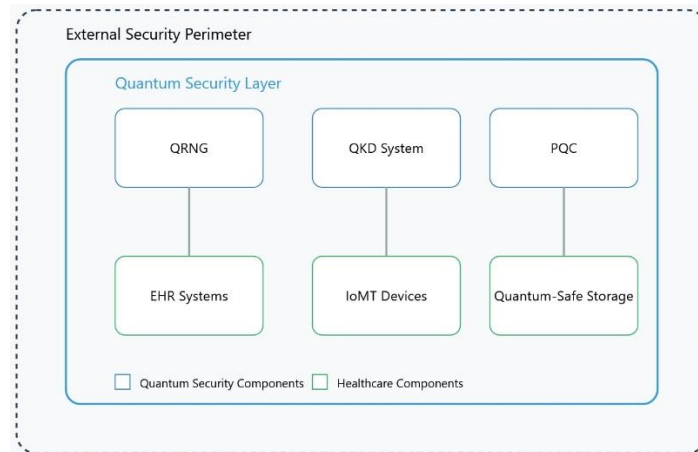 External Security Perimeter
Quantum Security Layer
QRNG
QKD System
PQC
EHR Systems
IoMT Devices
Quantum-Safe Storage
Quantum Security Components
Healthcare Components